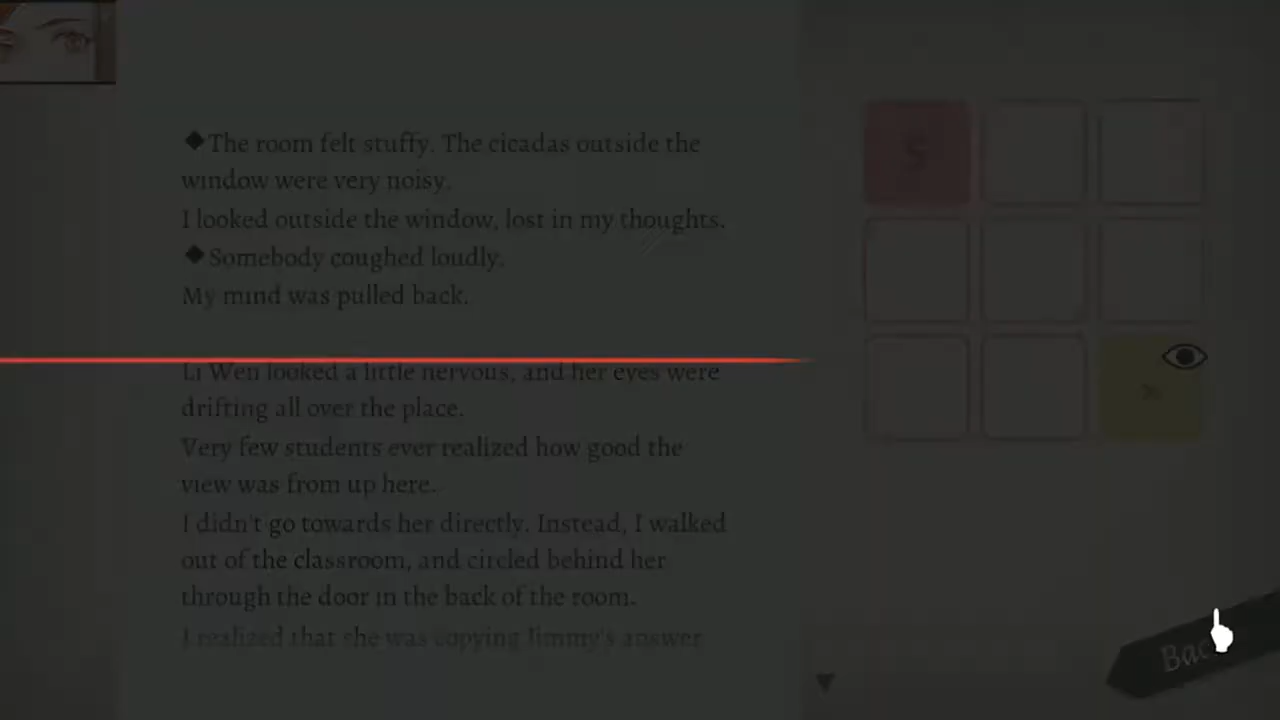 ◆The room felt stuffy. The cicadas outside the
window were very noisy.
I looked outside the window, lost in my thoughts.
◆Somebody coughed loudly.
My mind was pulled back.
Li Wen looked a little nervous, and her eyes were
drifting all over the place.
Very few students ever realized how good the
view was from up here.
I didn't go towards her directly. Instead, I walked
out of the classroom, and circled behind her
through the door in the back of the room.
I realized that she was copying Jimmy's answer
S